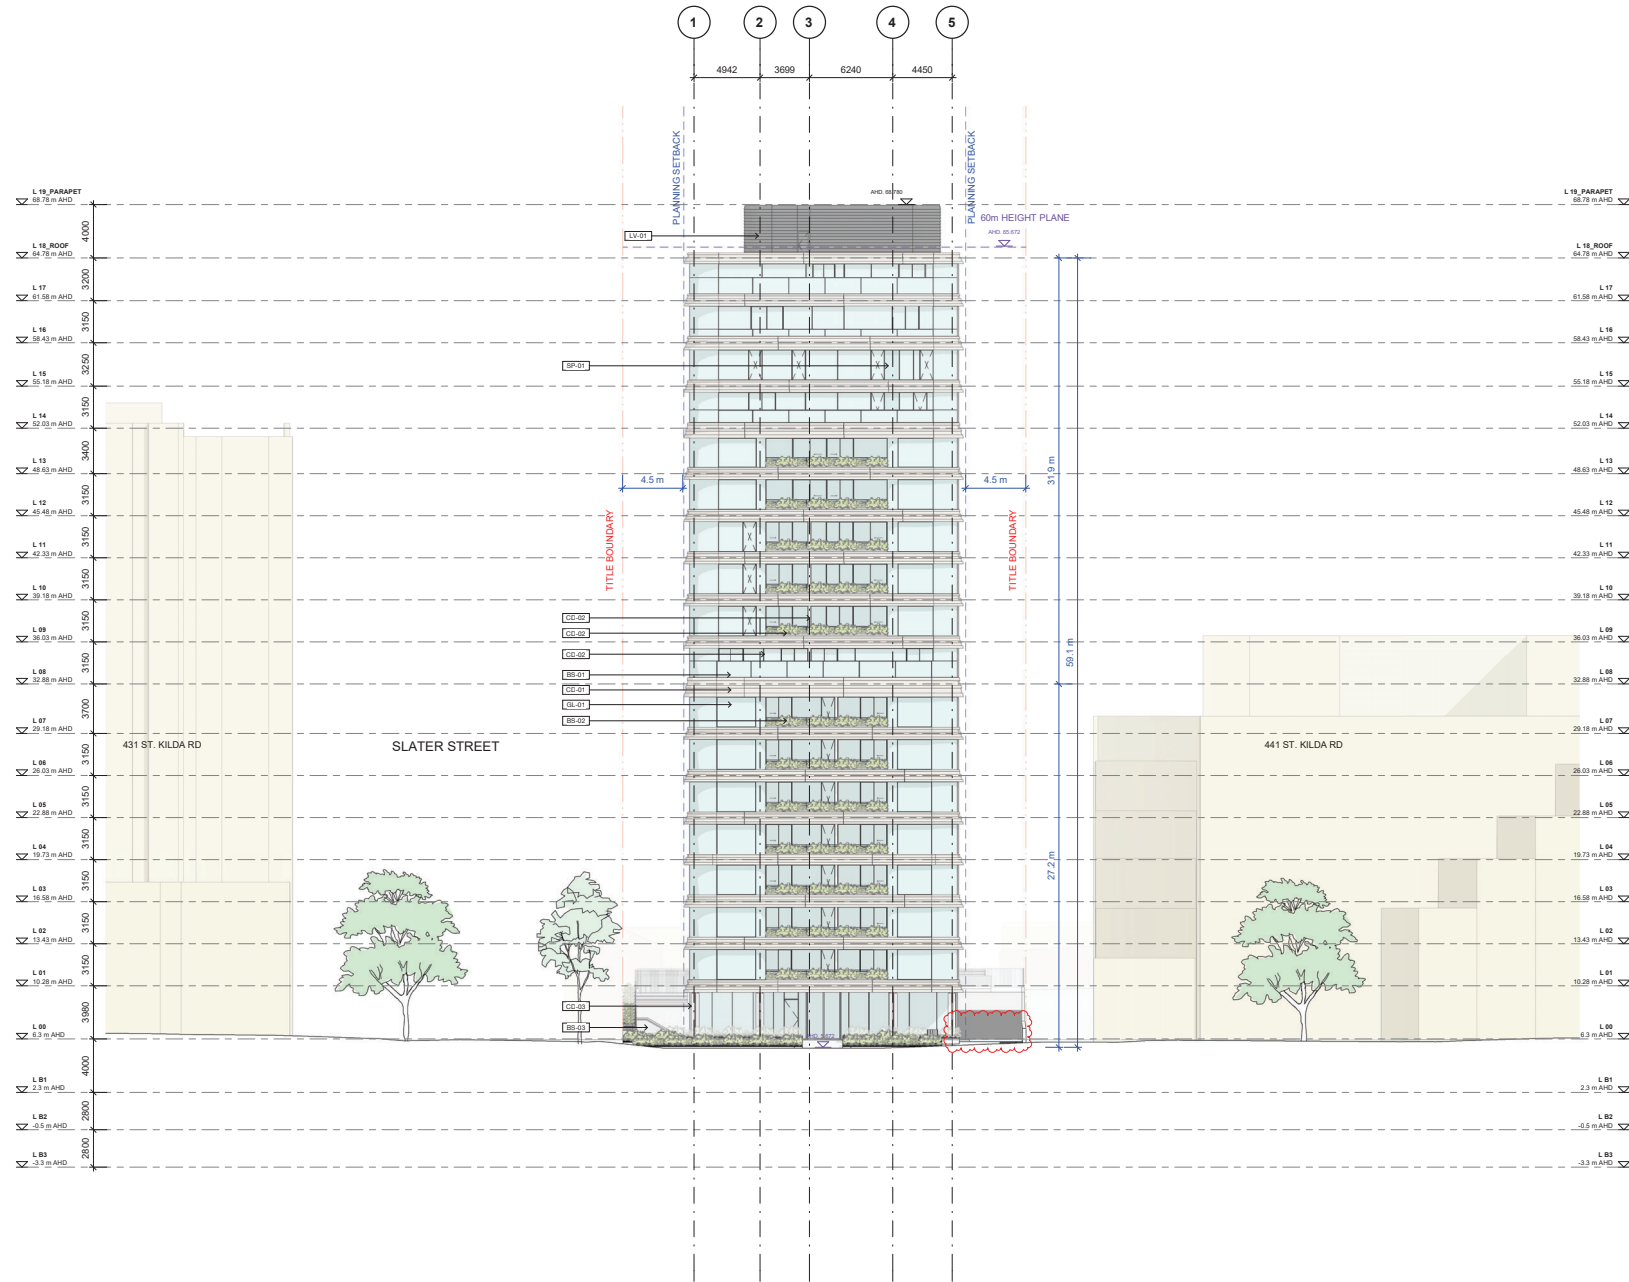 1 2 3 4 5
4942 3699 6240 4450
PLANNING SETBACK
PLANNING SETBACK
L 19_PARAPET
68.78 m AHD
4000
L 18_ROOF
64.78 m AHD
3200
L 17
61.58 m AHD
3150
L 16
58.43 m AHD
3250
L 15
55.18 m AHD
3150
L 14
52.03 m AHD
3400
L 13
48.63 m AHD
3150
L 12
45.48 m AHD
3150
L 11
42.33 m AHD
3150
L 10
39.18 m AHD
3150
L 09
36.03 m AHD
3150
L 08
32.88 m AHD
3700
L 07
29.18 m AHD
3150
L 06
26.03 m AHD
3150
L 05
22.88 m AHD
3150
L 04
19.73 m AHD
3150
L 03
16.58 m AHD
3150
L 02
13.43 m AHD
3150
L 01
10.28 m AHD
3980
L 00
6.3 m AHD
4000
L B1
2.3 m AHD
2800
L B2
-0.5 m AHD
2800
L B3
-3.3 m AHD
AHD. 68.780
60m HEIGHT PLANE
AHD. 65.672
LV-01
SP-01
4.5 m
4.5 m
TITLE BOUNDARY
TITLE BOUNDARY
31.9 m
59.1 m
27.2 m
CD-02
CD-02
CD-02
BS-01
CD-01
GL-01
BS-02
431 ST. KILDA RD
SLATER STREET
441 ST. KILDA RD
CD-03
BS-03
L 19_PARAPET
68.78 m AHD
L 18_ROOF
64.78 m AHD
L 17
61.58 m AHD
L 16
58.43 m AHD
L 15
55.18 m AHD
L 14
52.03 m AHD
L 13
48.63 m AHD
L 12
45.48 m AHD
L 11
42.33 m AHD
L 10
39.18 m AHD
L 09
36.03 m AHD
L 08
32.88 m AHD
L 07
29.18 m AHD
L 06
26.03 m AHD
L 05
22.88 m AHD
L 04
19.73 m AHD
L 03
16.58 m AHD
L 02
13.43 m AHD
L 01
10.28 m AHD
L 00
6.3 m AHD
L B1
2.3 m AHD
L B2
-0.5 m AHD
L B3
-3.3 m AHD